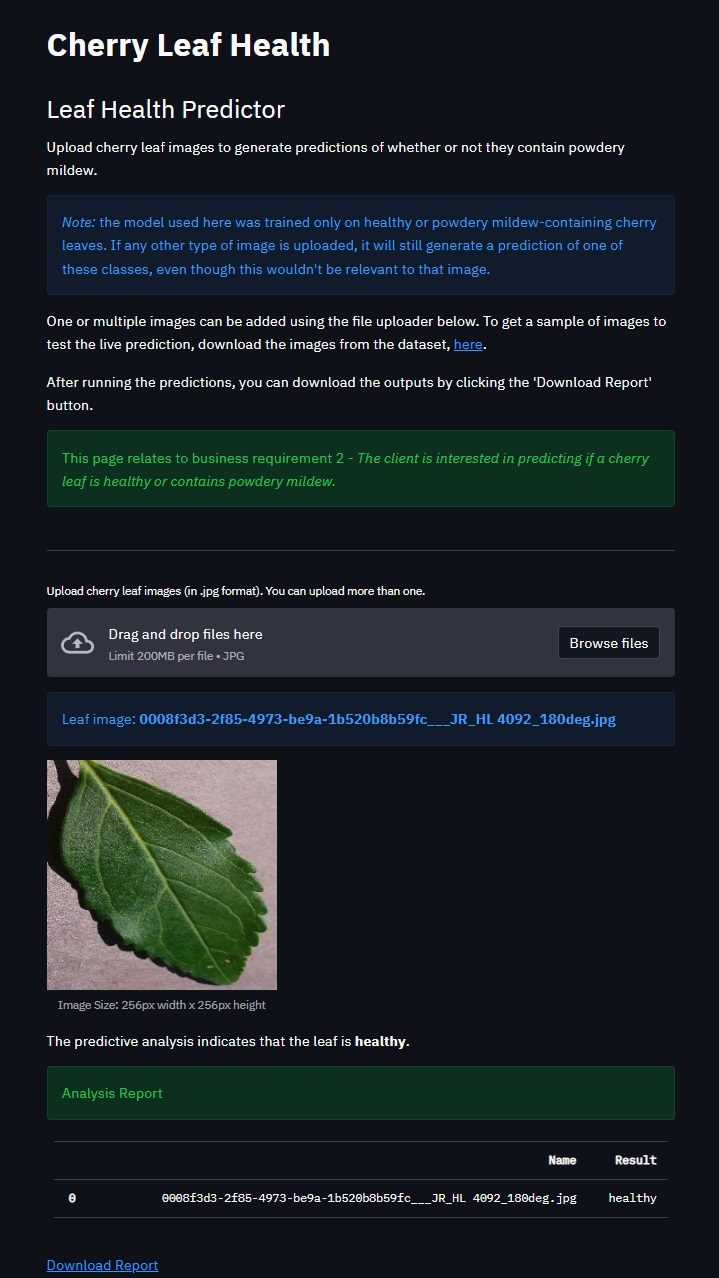 Cherry Leaf Health
Leaf Health Predictor
Upload cherry leaf images to generate predictions of whether or not they contain powdery
mildew.
Note: the model used here was trained only on healthy or powdery mildew-containing cherry
leaves. If any other type of image is uploaded, it will still generate a prediction of one of
these classes, even though this wouldn't be relevant to that image.
One or multiple images can be added using the file uploader below. To get a sample of images to
test the live prediction, download the images from the dataset, here.
After running the predictions, you can download the outputs by clicking the 'Download Report'
button.
This page relates to business requirement 2 - The client is interested in predicting if a cherry
leaf is healthy or contains powdery mildew.
Upload cherry leaf images (in .jpg format). You can upload more than one.
Drag and drop files here
Limit 200MB per file • JPG
Browse files
Leaf image: 0008f3d3-2f85-4973-be9a-1b520b8b59fc___JR_HL 4092_180deg.jpg
Image Size: 256px width x 256px height
The predictive analysis indicates that the leaf is healthy.
Analysis Report
Name Result
0 0008f3d3-2f85-4973-be9a-1b520b8b59fc___JR_HL 4092_180deg.jpg healthy
Download Report